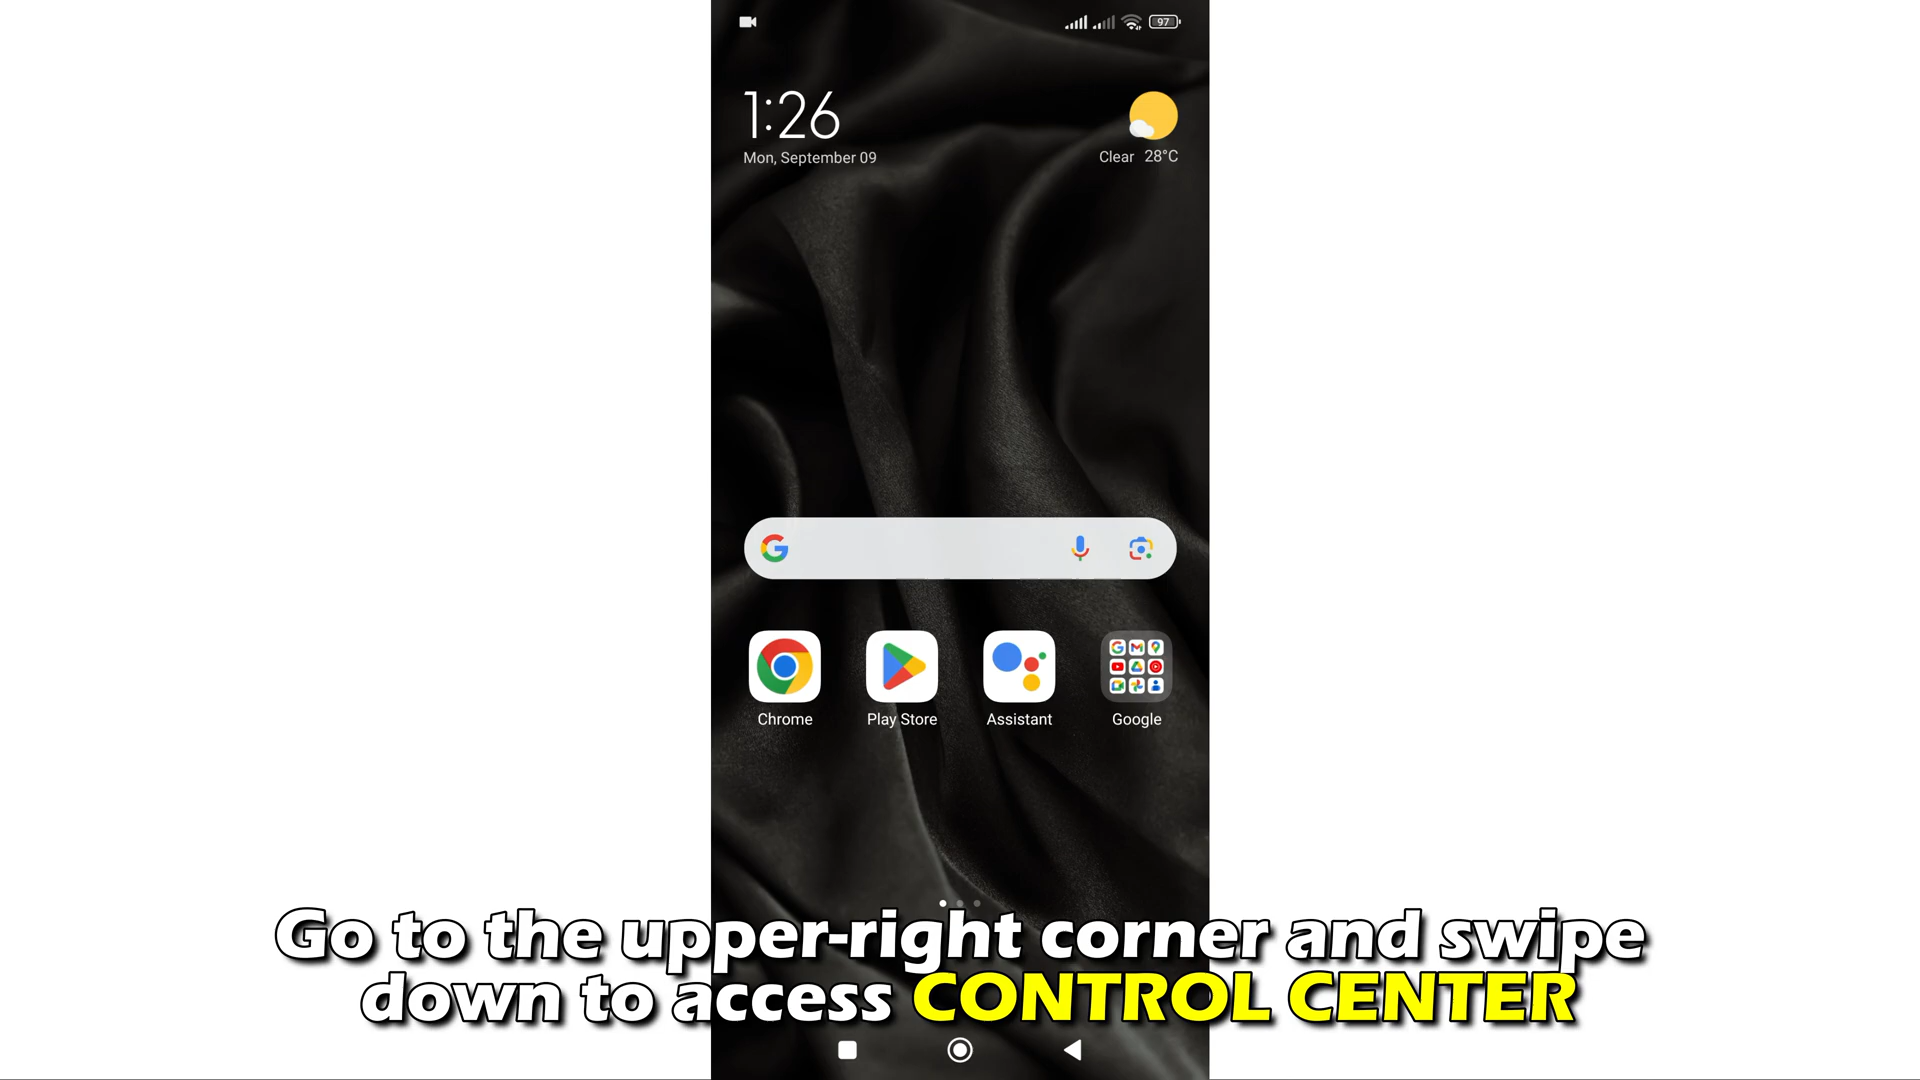 97
1:26
Mon, September 09
Clear 28°C
Chrome
Play Store
Assistant
Google
Go to the upper-right corner and swipe
down to access CONTROL CENTER